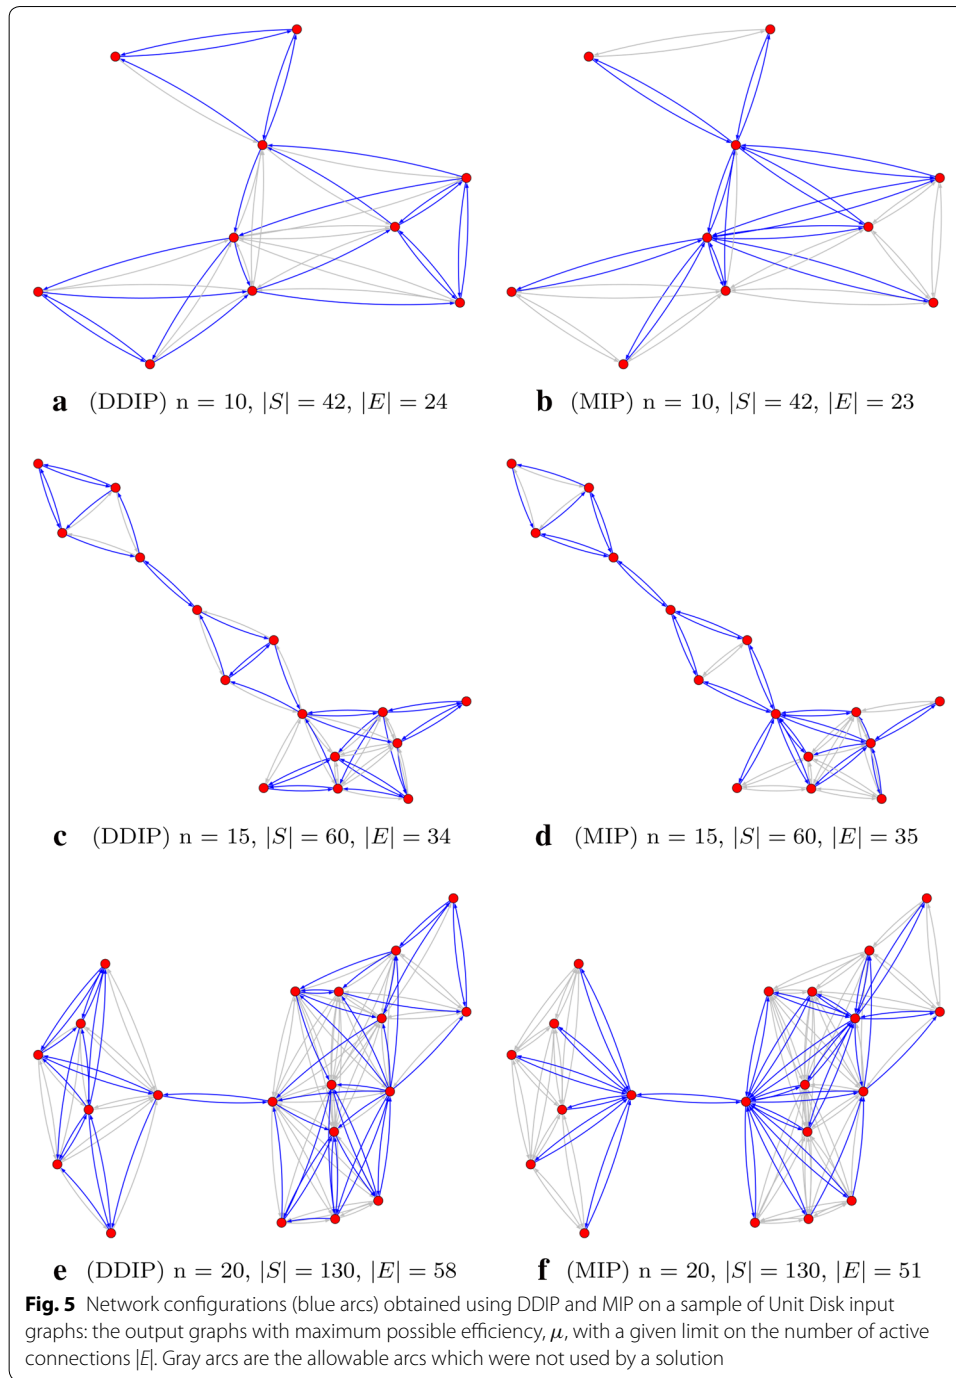 a (DDIP) n = 10, |S| = 42, |E| = 24
b (MIP) n = 10, |S| = 42, |E| = 23
c (DDIP) n = 15, |S| = 60, |E| = 34
d (MIP) n = 15, |S| = 60, |E| = 35
e (DDIP) n = 20, |S| = 130, |E| = 58
f (MIP) n = 20, |S| = 130, |E| = 51
Fig. 5 Network configurations (blue arcs) obtained using DDIP and MIP on a sample of Unit Disk input
graphs: the output graphs with maximum possible efficiency, μ, with a given limit on the number of active
connections |E|. Gray arcs are the allowable arcs which were not used by a solution